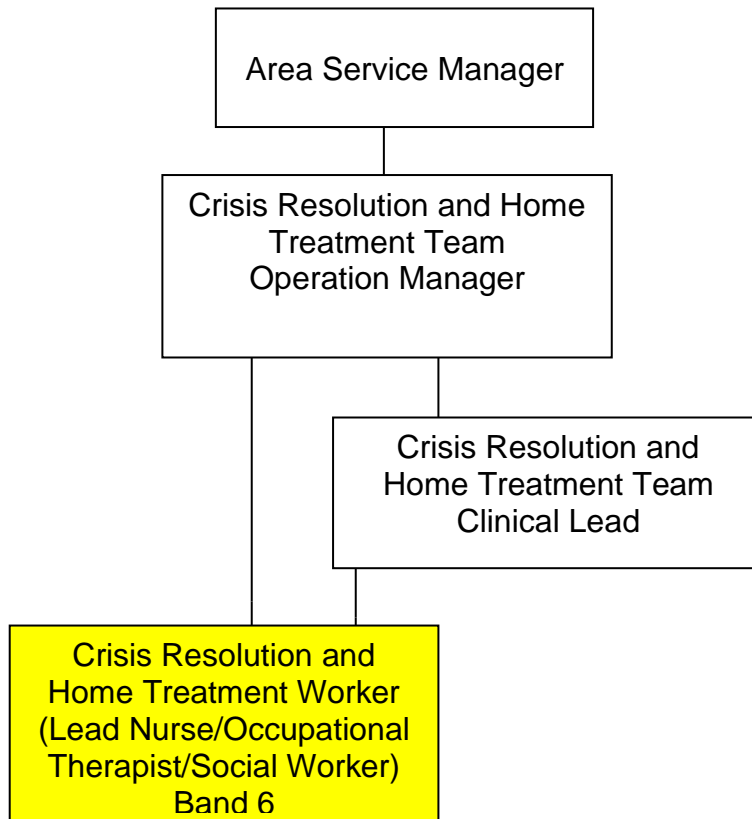 Area Service Manager
Crisis Resolution and Home
Treatment Team
Operation Manager
Crisis Resolution and
Home Treatment Team
Clinical Lead
Crisis Resolution and
Home Treatment Worker
(Lead Nurse/Occupational
Therapist/Social Worker)
Band 6